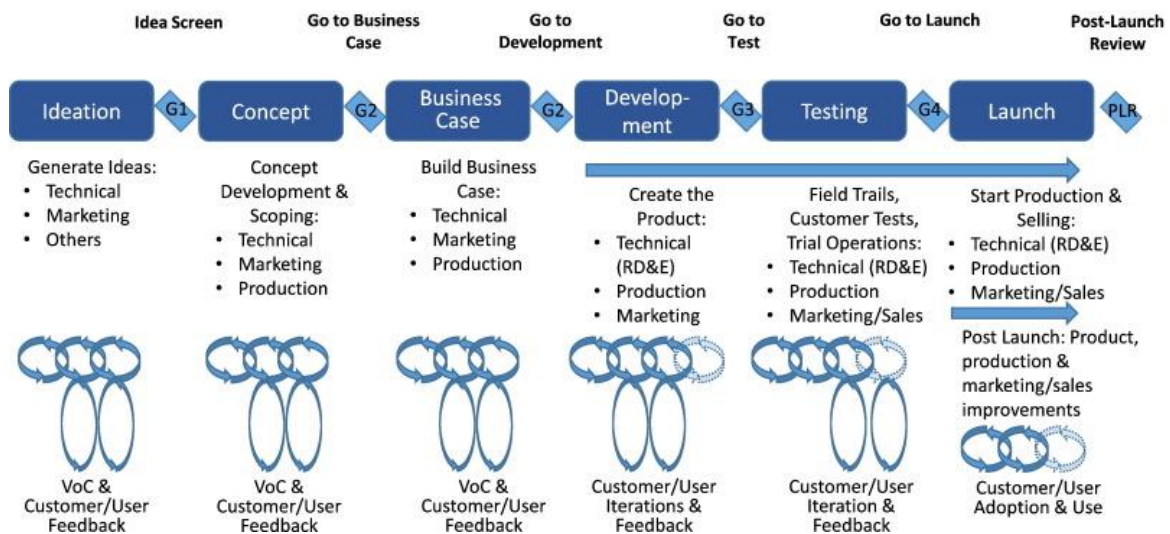 Idea Screen
Go to Business
Case
Go to
Development
Go to
Test
Go to Launch
Post-Launch
Review
Ideation
G1
Concept
G2
Business
Case
G2
Develop-
ment
G3
Testing
G4
Launch
PLR
Generate Ideas:
• Technical
• Marketing
• Others
Concept
Development &
Scoping:
• Technical
• Marketing
• Production
Build Business
Case:
• Technical
• Marketing
• Production
Create the
Product:
• Technical
(RD&E)
• Production
• Marketing
Field Trails,
Customer Tests,
Trial Operations:
• Technical (RD&E)
• Production
• Marketing/Sales
Start Production &
Selling:
• Technical (RD&E)
• Production
• Marketing/Sales
Post Launch: Product,
production &
marketing/sales
improvements
VoC &
Customer/User
Feedback
VoC &
Customer/User
Feedback
VoC &
Customer/User
Feedback
Customer/User
Iterations &
Feedback
Customer/User
Iteration &
Feedback
Customer/User
Adoption & Use